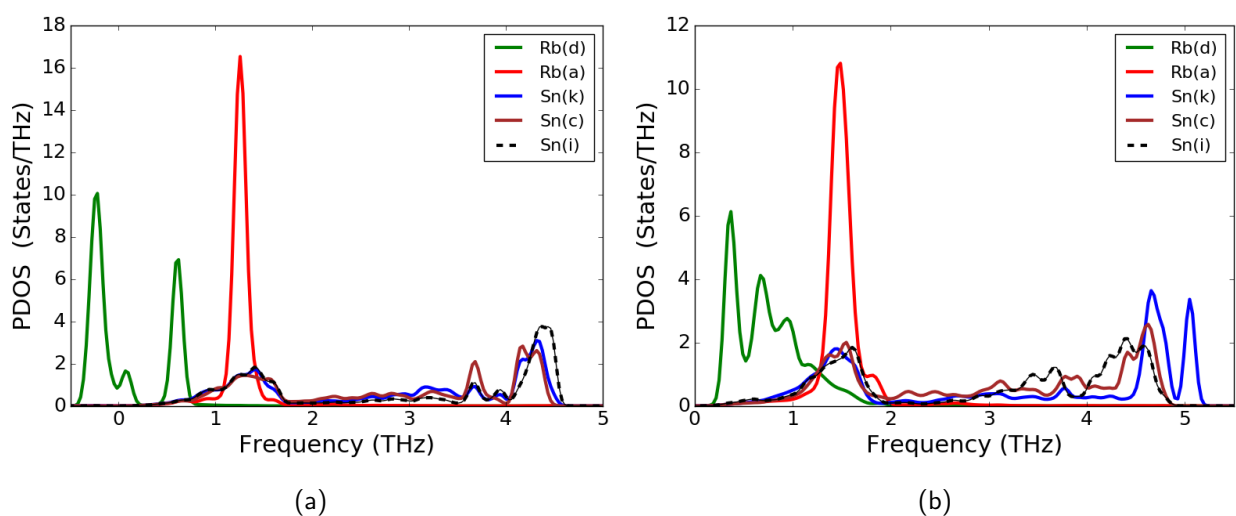 18
16
14
12
10
8
6
4
2
0
PDOS (States/THz)
0
1
2
3
4
5
Frequency (THz)
Rb(d)
Rb(a)
Sn(k)
Sn(c)
Sn(i)
(a)
12
10
8
6
4
2
0
PDOS (States/THz)
0
1
2
3
4
5
Frequency (THz)
Rb(d)
Rb(a)
Sn(k)
Sn(c)
Sn(i)
(b)